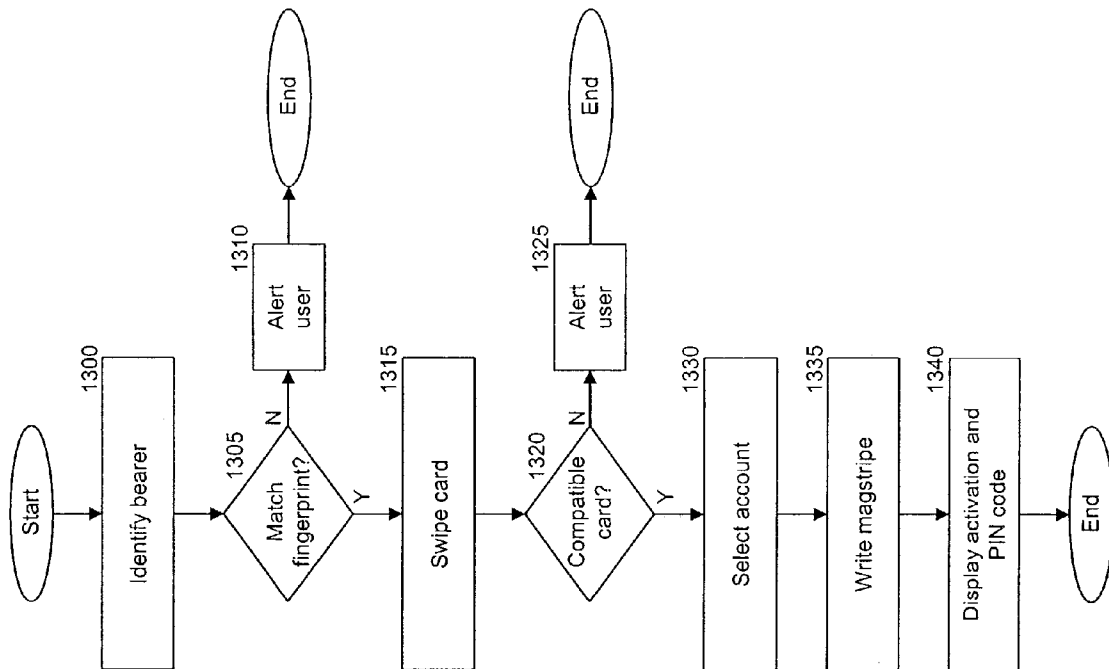 Start
1300
Identify bearer
1305
Match
fingerprint?
N
1310
Alert
user
End
Y
1315
Swipe card
1320
Compatible
card?
N
1325
Alert
user
End
Y
1330
Select account
1335
Write magstripe
1340
Display activation and
PIN code
End